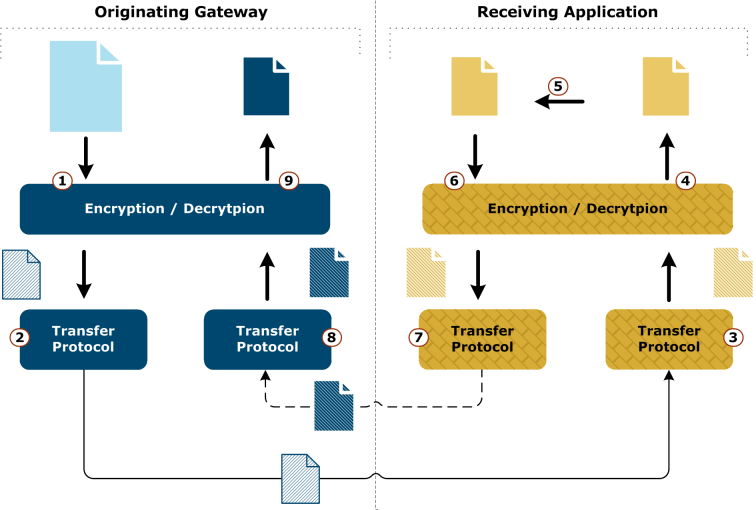 Originating Gateway
Receiving Application
5
1
9
6
4
Encryption / Decrytpion
Encryption / Decrytpion
2
Transfer
Protocol
Transfer
Protocol
8
7
Transfer
Protocol
Transfer
Protocol
3